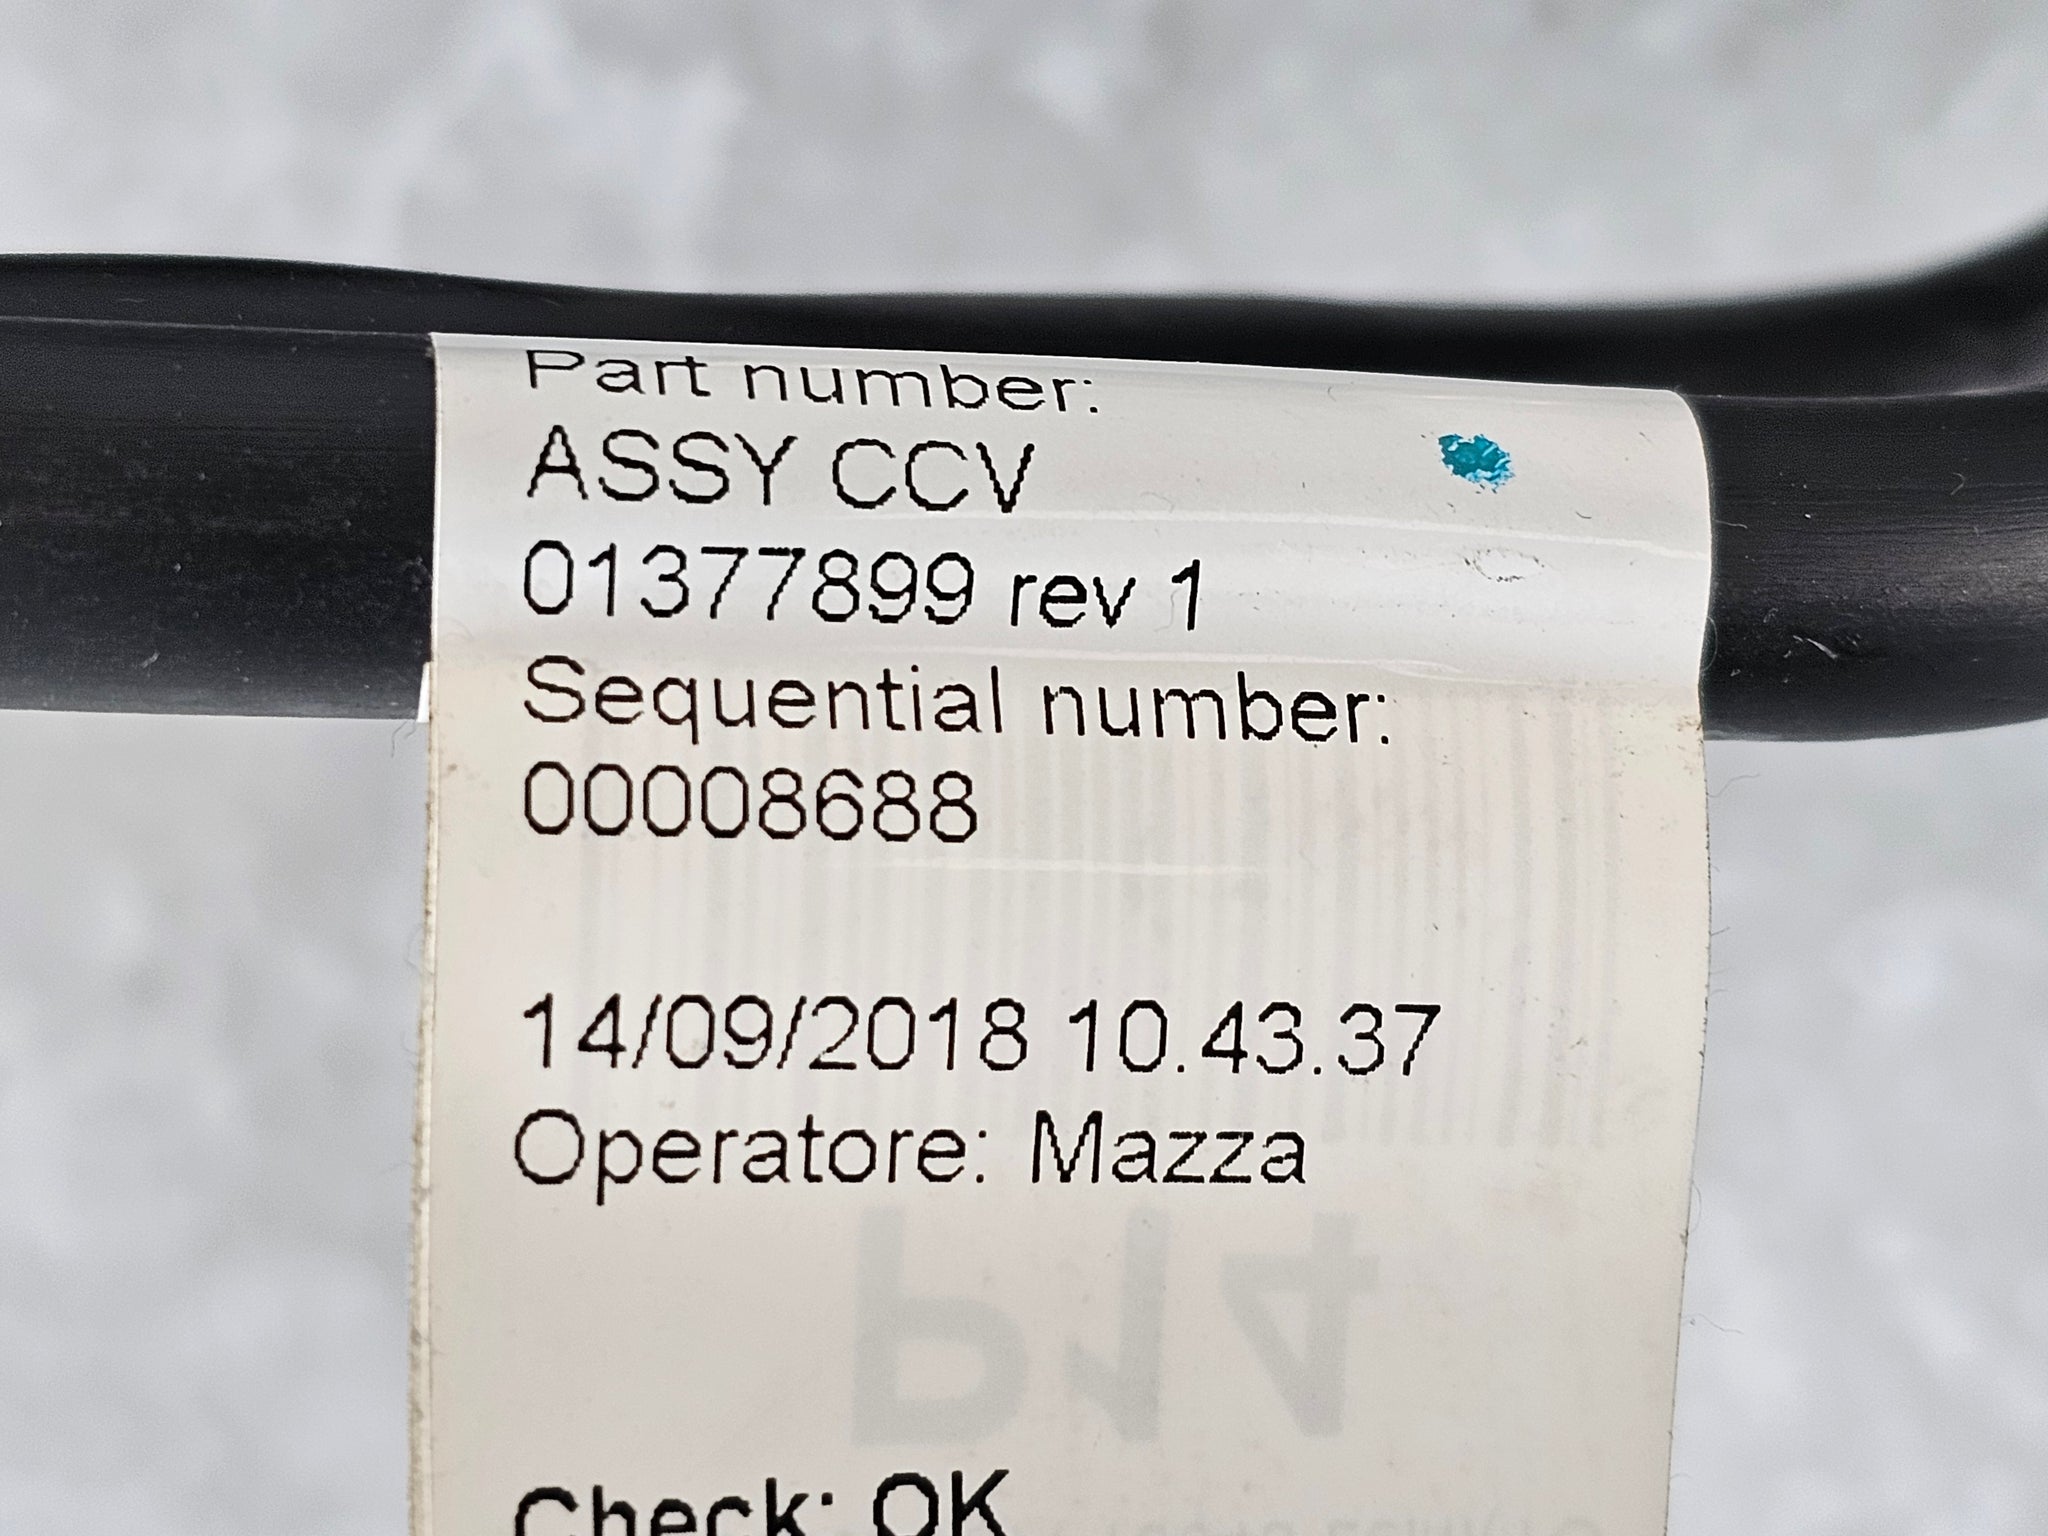 Part number:
ASSY CCV
01377899 rev 1
Sequential number:
00008688
14/09/2018 10.43.37
Operatore: Mazza
P14
Check: OK